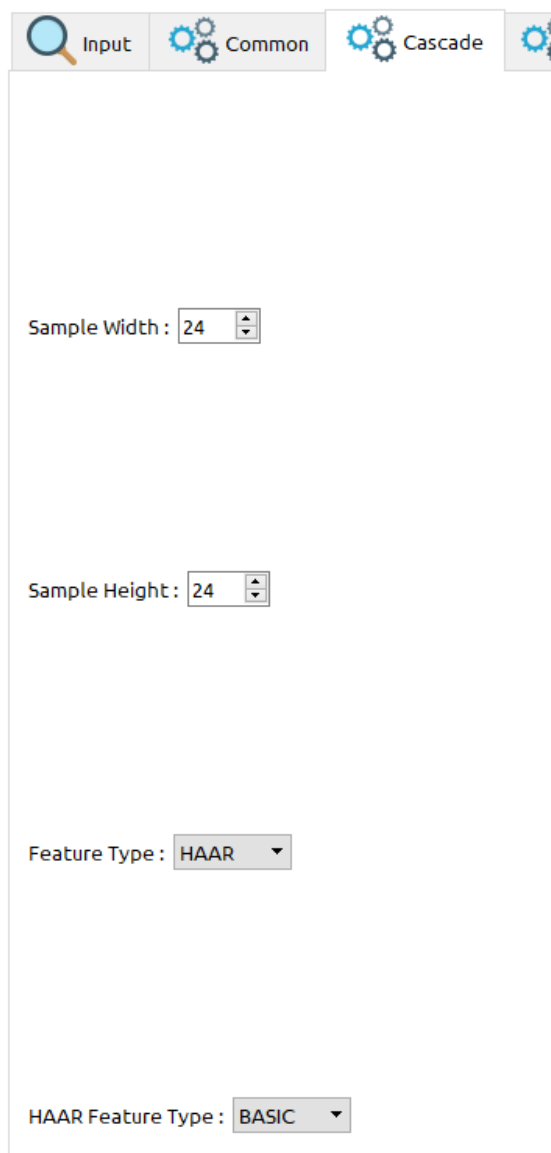 Input Common Cascade
Sample Width : 24
Sample Height : 24
Feature Type : HAAR
HAAR Feature Type : BASIC